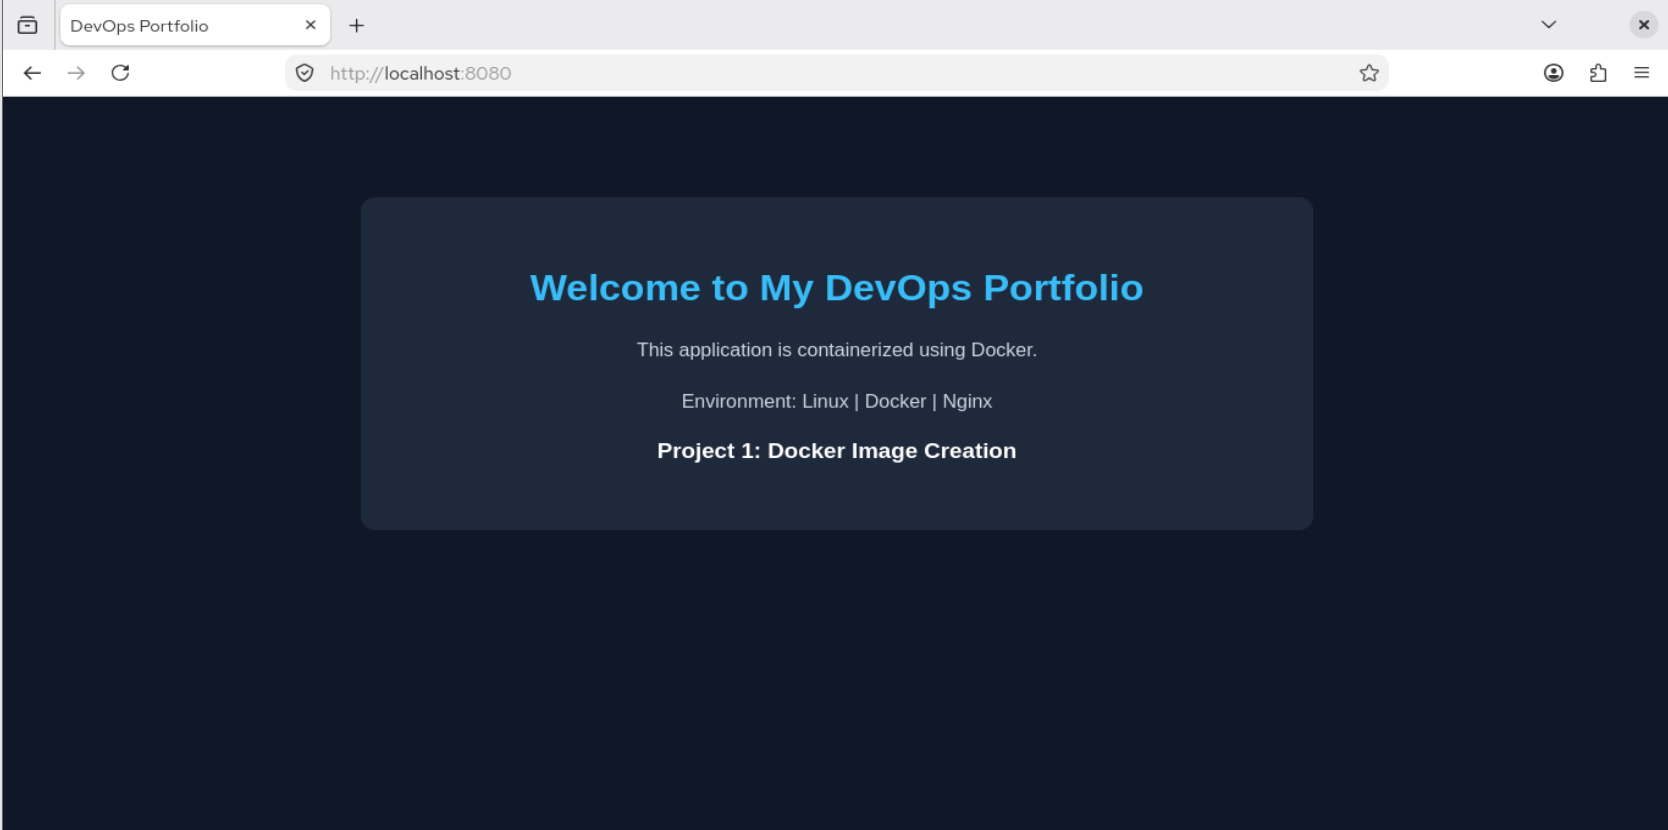 DevOps Portfolio
http://localhost:8080
Welcome to My DevOps Portfolio
This application is containerized using Docker.
Environment: Linux | Docker | Nginx
Project 1: Docker Image Creation